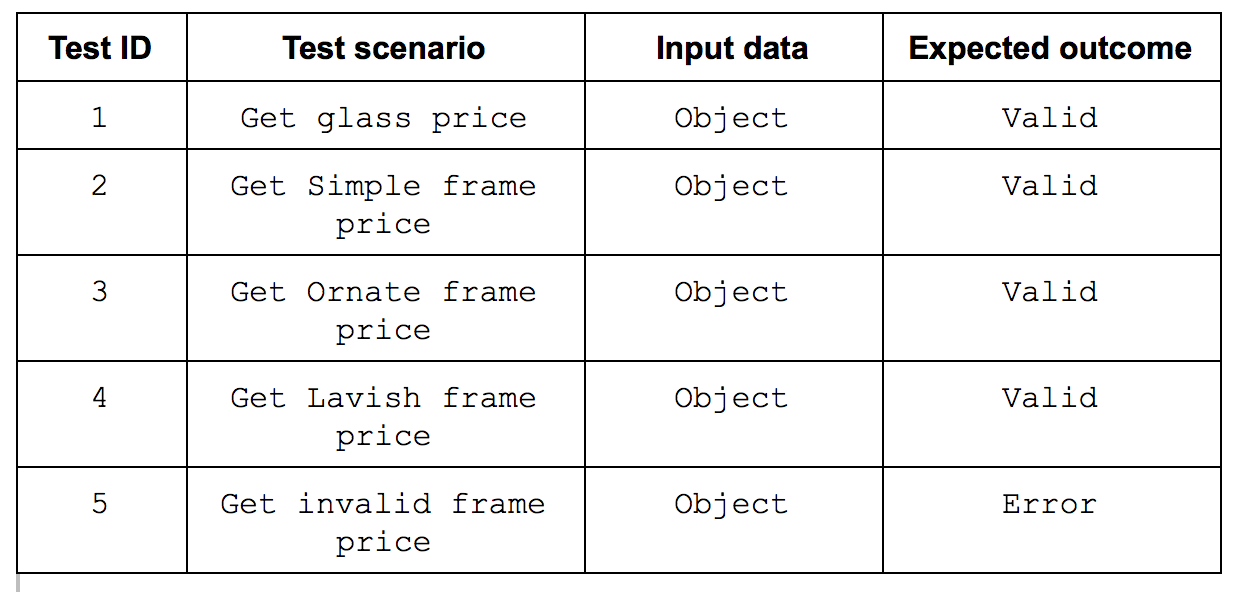 Test ID Test scenario Input data Expected outcome
1 Get glass price Object Valid
2 Get Simple frame Object Valid
price
3 Get Ornate frame Object Valid
price
4 Get Lavish frame Object Valid
price
5 Get invalid frame Object Error
price